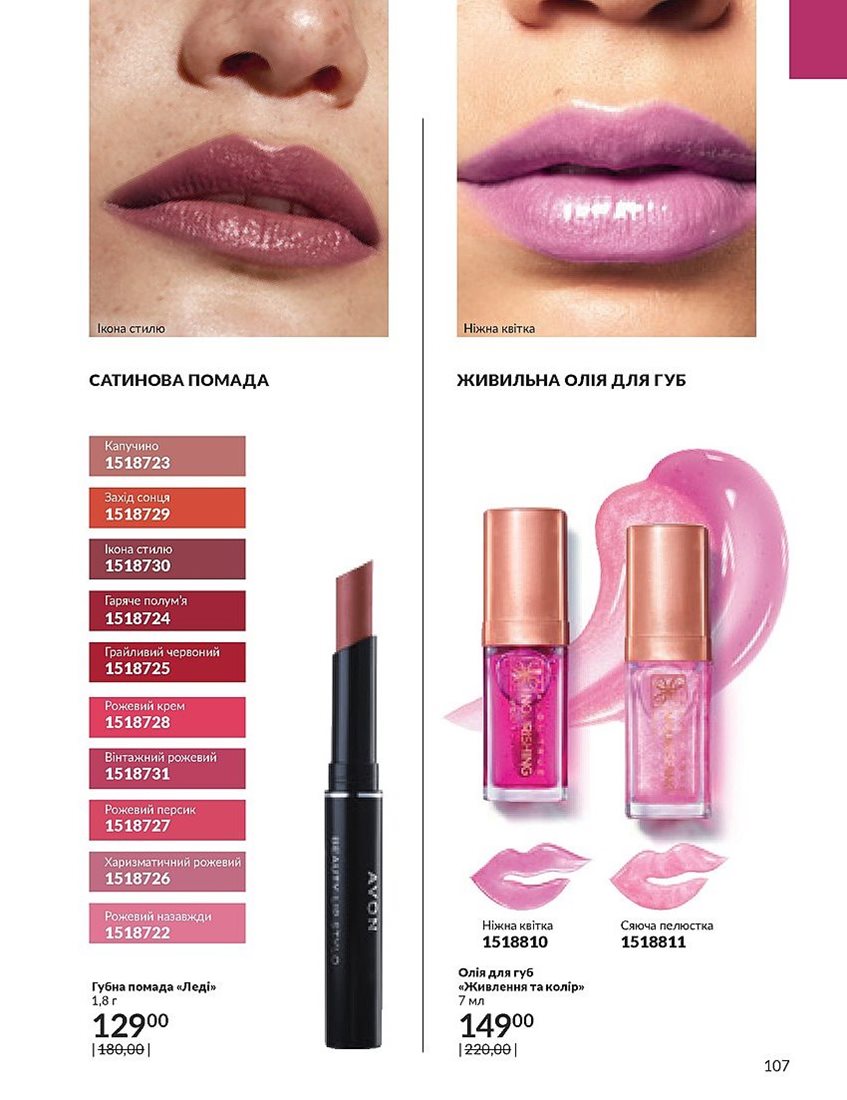 Ікона стилю
САТИНОВА ПОМАДА
Капучино
1518723
Захід сонця
1518729
Ікона стилю
1518730
Гаряче полум'я
1518724
Грайливий червоний
1518725
Рожевий крем
1518728
Вінтажний рожевий
1518731
Рожевий персик
1518727
Харизматичний рожевий
1518726
Рожевий назавжди
1518722
AVON
BEAUTY LIP STYLO
Губна помада «Леді»
1,8 г
12900
|180,00|
Ніжна квітка
ЖИВИЛЬНА ОЛІЯ ДЛЯ ГУБ
NOURISHING
Ніжна квітка
1518810
Сяюча пелюстка
1518811
Олія для губ
«Живлення та колір»
7 мл
14900
|220,00|
107